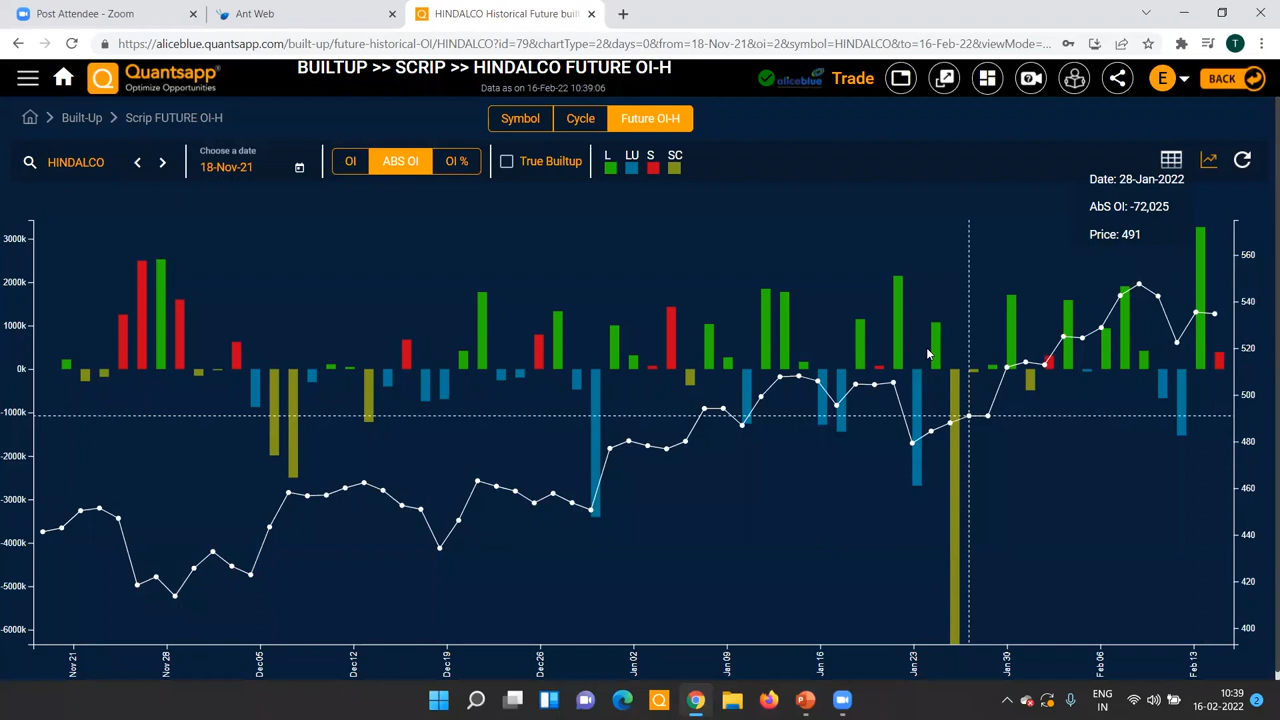 Post Attendee - Zoom
Ant Web
HINDALCO Historical Future buil
https://aliceblue.quantsapp.com/built-up/future-historical-OI/HINDALCO?id=38&chartType=2&days=0&from=18-Nov-21&oi=2&symbol=HINDALCO&to=16-Feb-22&viewMode=...
T
Quantsapp
Optimize Opportunities
BUILTUP >> SCRIP >> HINDALCO FUTURE OI-H
Data as on 16-Feb-22 10:39:06
aliceblue
Trade
E
BACK
Built-Up
Scrip FUTURE OI-H
Symbol
Cycle
Future OI-H
HINDALCO
Choose a date
18-Nov-21
OI
ABS OI
OI %
True Builtup
L
LU
S
SC
Date: 28-Jan-2022
AbS OI: -72,025
Price: 491
3000k
2000k
1000k
0k
-1000k
-2000k
-3000k
-4000k
-5000k
-6000k
560
540
520
500
480
460
440
420
400
Nov 21
Nov 28
Dec 05
Dec 12
Dec 19
Dec 26
Jan 02
Jan 09
Jan 16
Jan 23
Jan 30
Feb 06
Feb 13
ENG
IN
10:39
16-02-2022
2